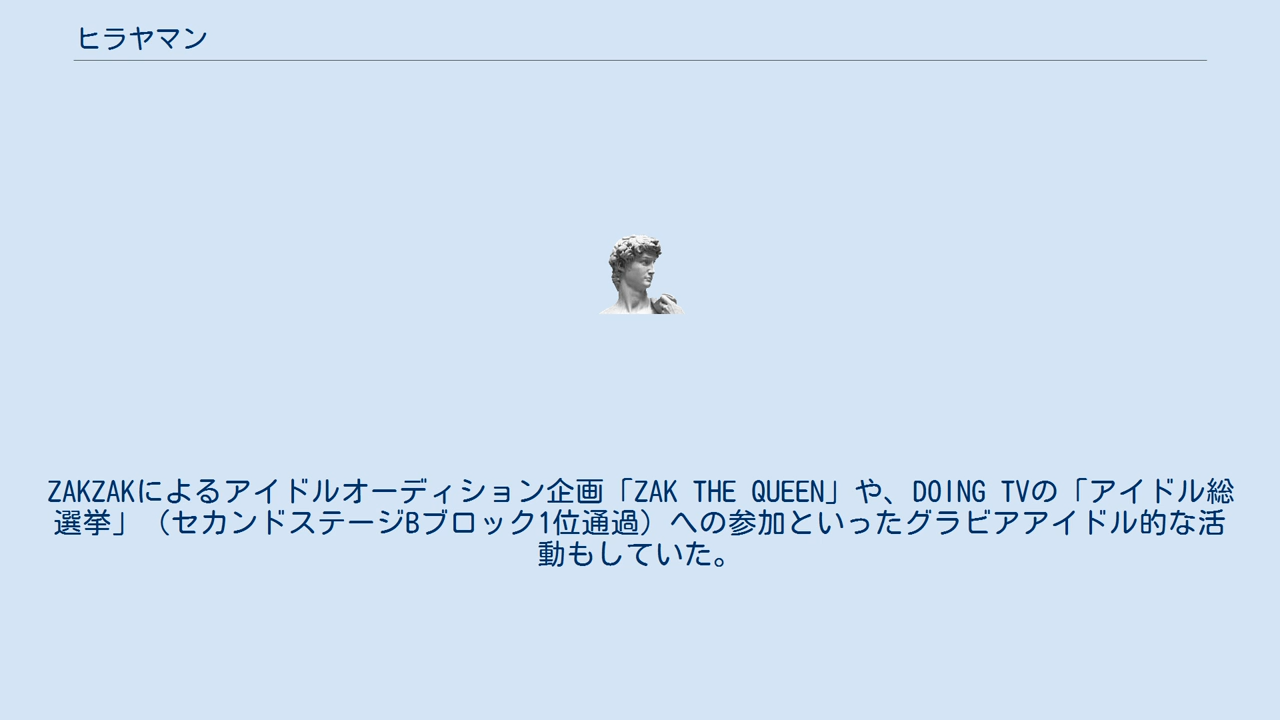 ヒラヤマン
ZAKZAKによるアイドルオーディション企画「ZAK THE QUEEN」や、DOING TVの「アイドル総
選挙」（セカンドステージBブロック1位通過）への参加といったグラビアアイドル的な活
動もしていた。